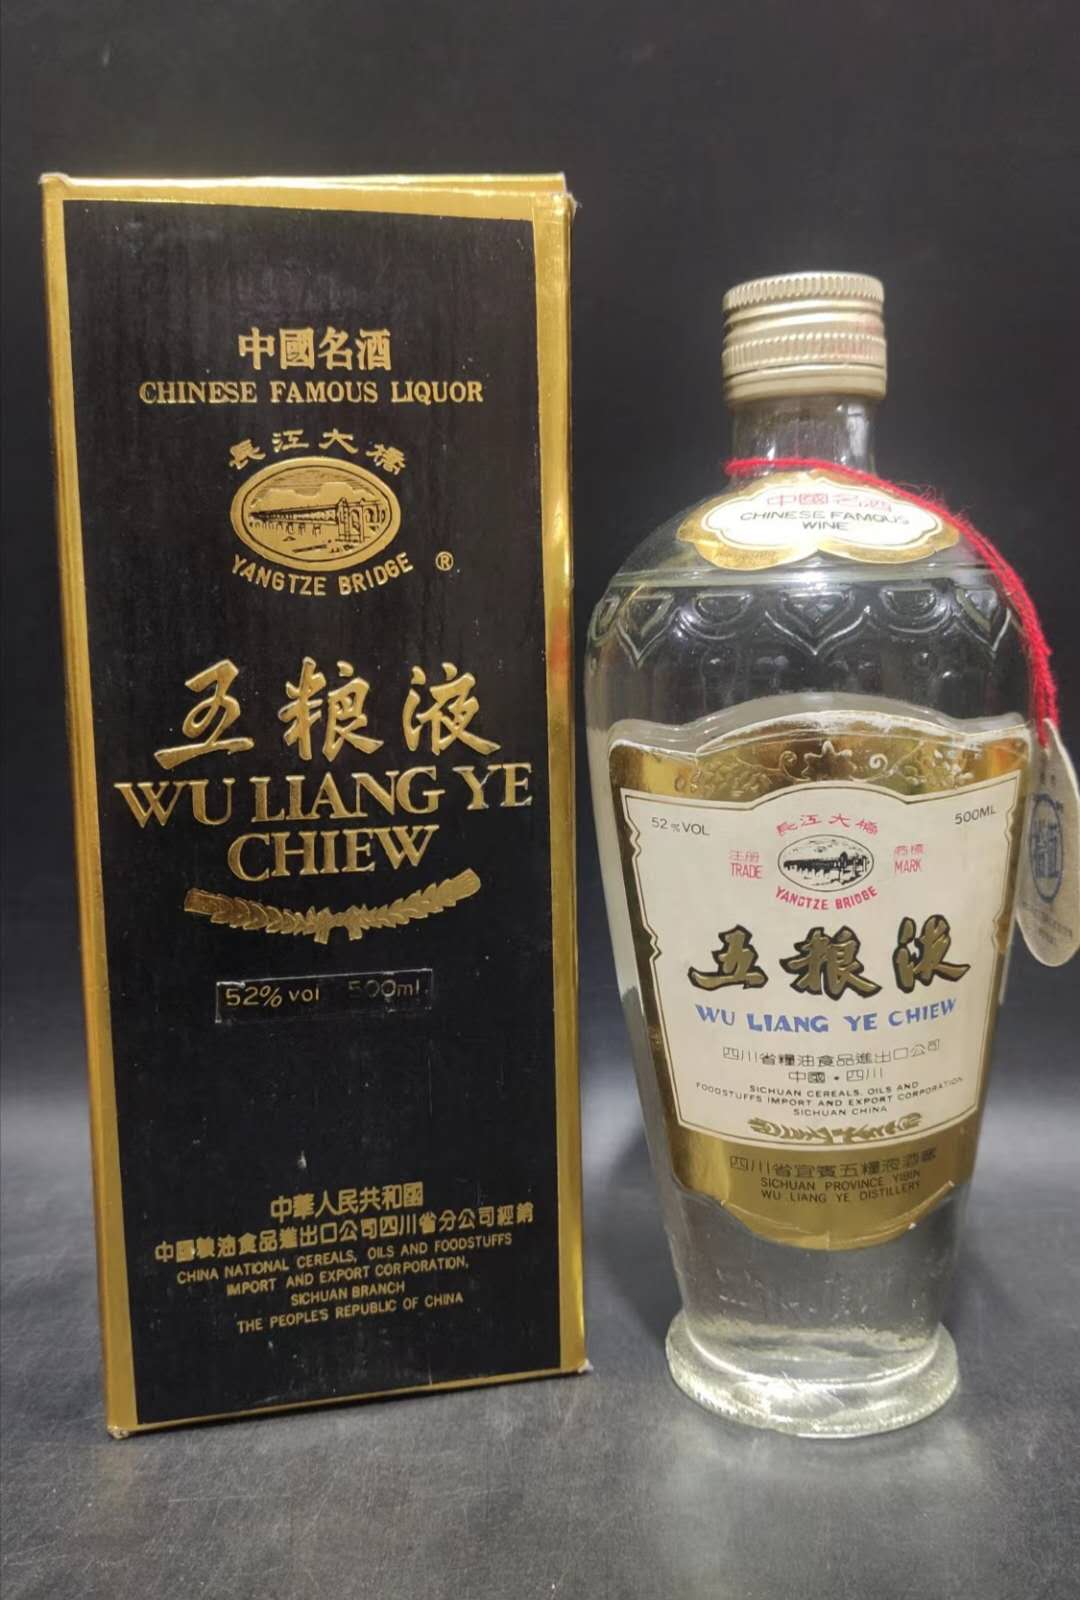 中國名酒
CHINESE FAMOUS LIQUOR
長江大橋
YANGTZE BRIDGE ®
五粮液
WU LIANG YE
CHIEW
52% vol 500ml
中華人民共和國
中國粮油食品進出口公司四川省分公司經銷
CHINA NATIONAL CEREALS, OILS AND FOODSTUFFS
IMPORT AND EXPORT CORPORATION,
SICHUAN BRANCH
THE PEOPLE'S REPUBLIC OF CHINA
中國名酒
CHINESE FAMOUS
WINE
52%VOL
500ML
長江大橋
注册
商標
TRADE
MARK
YANGTZE BRIDGE
五粮液
WU LIANG YE CHIEW
四川省糧油食品進出口公司
中國·四川
SICHUAN CEREALS, OILS AND
FOODSTUFFS IMPORT AND EXPORT CORPORATION
SICHUAN CHINA
四川省宜賓五糧液酒廠
SICHUAN PROVINCE YIBIN
WU LIANG YE DISTILLERY